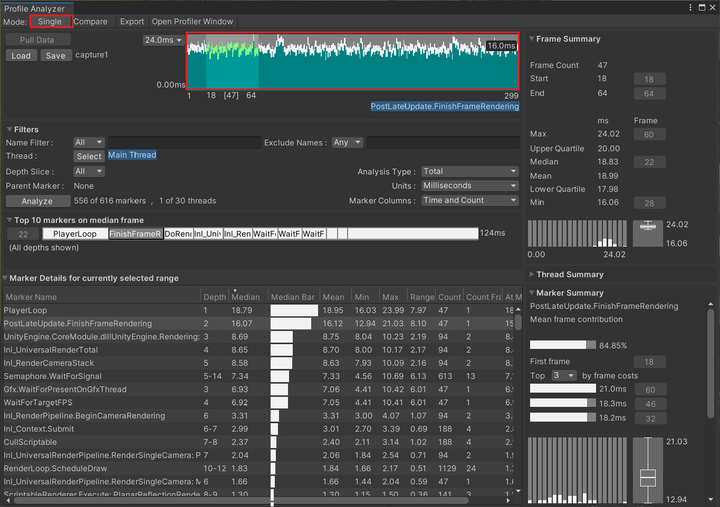 Profile Analyzer
Mode: Single Compare Export Open Profiler Window
Pull Data
Load Save capture1
24.0ms
16.0ms
0.00ms
1 18 [47] 64 299
PostLateUpdate.FinishFrameRendering
Filters
Name Filter : All Exclude Names : Any
Thread : Select Main Thread
Depth Slice : All Analysis Type : Total
Parent Marker : None Units : Milliseconds
Analyze 556 of 616 markers , 1 of 30 threads Marker Columns : Time and Count
Top 10 markers on median frame
22 PlayerLoop FinishFrameR DoRen Inl_Univ Inl_Ren WaitFo WaitF WaitF 124ms
(All depths shown)
Marker Details for currently selected range
Marker Name Depth Median Median Bar Mean Min Max Range Count Count Fra At M
PlayerLoop 1 18.79 18.95 16.03 23.99 7.97 47 1 18
PostLateUpdate.FinishFrameRendering 2 16.07 16.12 12.94 21.03 8.10 47 1 15
UnityEngine.CoreModule.dll!UnityEngine.Rendering: 3 8.69 8.75 8.04 10.23 2.19 94 2 8.
Inl_UniversalRenderTotal 4 8.65 8.70 8.00 10.17 2.17 94 2 8.
Inl_RenderCameraStack 5 8.58 8.63 7.93 10.09 2.16 94 2 8.
Semaphore.WaitForSignal 5-14 7.34 7.33 4.56 10.69 6.13 613 13 7.
Gfx.WaitForPresentOnGfxThread 3 6.93 7.06 4.41 10.42 6.01 47 1 6.
WaitForTargetFPS 4 6.92 7.05 4.41 10.41 6.00 47 1 6.
Inl_RenderPipeline.BeginCameraRendering 6 3.31 3.31 3.00 4.07 1.07 94 2 3.
Inl_Context.Submit 6-7 2.99 3.01 2.70 3.39 0.69 188 4 3.
CullScriptable 7-8 2.37 2.40 2.11 3.14 1.02 188 4 2.
Inl_UniversalRenderPipeline.RenderSingleCamera: P 7 2.04 2.06 1.84 2.54 0.71 94 2 2.
RenderLoop.ScheduleDraw 10-12 1.83 1.84 1.66 2.17 0.51 1129 24 1.
Inl_UniversalRenderPipeline.RenderSingleCamera: M 6 1.66 1.66 1.44 2.04 0.59 47 1 1.
ScriptableRenderer.Execute: PlanarReflectionRende 8-9 1.30 1.30 1.15 1.50 0.36 141 3 1.
Frame Summary
Frame Count 47
Start 18 18
End 64 64
ms Frame
Max 24.02 60
Upper Quartile 20.00
Median 18.83 22
Mean 18.99
Lower Quartile 17.98
Min 16.06 28
24.02
16.06
0.00 24.02
Thread Summary
Marker Summary
PostLateUpdate.FinishFrameRendering
Mean frame contribution
84.85%
First frame 18
Top 3 by frame costs
21.0ms 60
18.3ms 46
18.2ms 32
21.03
12.94